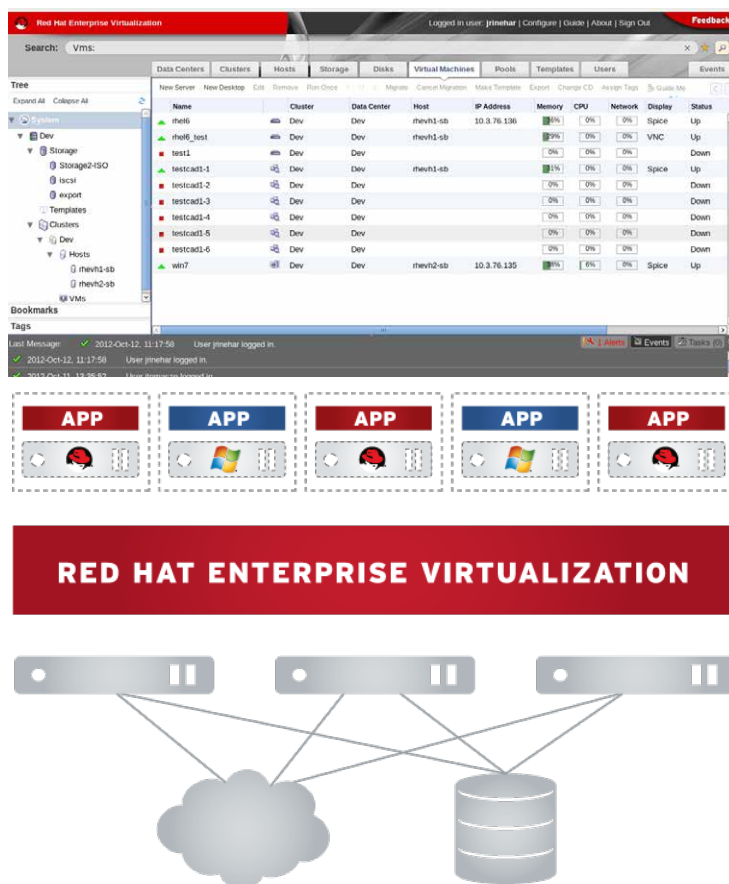 Red Hat Enterprise Virtualization Logged in user: jrinehar | Configure | Guide | About | Sign Out Feedback
Search: Vms:
Data Centers Clusters Hosts Storage Disks Virtual Machines Pools Templates Users Events
Tree New Server New Desktop Edit Remove Run Once Migrate Cancel Migration Make Template Export Change CD Assign Tags Guide Me
Expand All Collapse All Name Cluster Data Center Host IP Address Memory CPU Network Display Status
System rhel6 Dev Dev rhevh1-sb 10.3.76.136 0% 0% Spice Up
Dev rhel6_test Dev Dev rhevh1-sb 0% 0% VNC Up
Storage test1 Dev Dev 0% 0% 0% Down
Storage2-ISO testcad1-1 Dev Dev rhevh1-sb 0% 0% Spice Up
iscsi testcad1-2 Dev Dev 0% 0% 0% Down
export testcad1-3 Dev Dev 0% 0% 0% Down
Templates testcad1-4 Dev Dev 0% 0% 0% Down
Clusters testcad1-5 Dev Dev 0% 0% 0% Down
Dev testcad1-6 Dev Dev 0% 0% 0% Down
Hosts win7 Dev Dev rhevh2-sb 10.3.76.135 6% 0% Spice Up
rhevh1-sb
rhevh2-sb
VMs
Bookmarks
Tags
Last Message: 2012-Oct-12, 11:17:58 User jrinehar logged in. 1 Alerts Events Tasks (0)
2012-Oct-12, 11:17:58 User jrinehar logged in.
APP APP APP APP APP
RED HAT ENTERPRISE VIRTUALIZATION